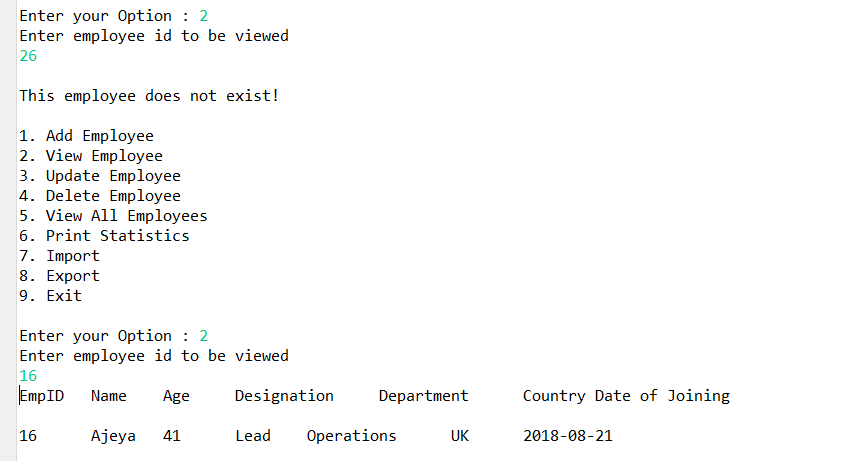 Enter your Option : 2
Enter employee id to be viewed
26
This employee does not exist!
1. Add Employee
2. View Employee
3. Update Employee
4. Delete Employee
5. View All Employees
6. Print Statistics
7. Import
8. Export
9. Exit
Enter your Option : 2
Enter employee id to be viewed
16
EmpID Name Age Designation Department Country Date of Joining
16 Ajeya 41 Lead Operations UK 2018-08-21